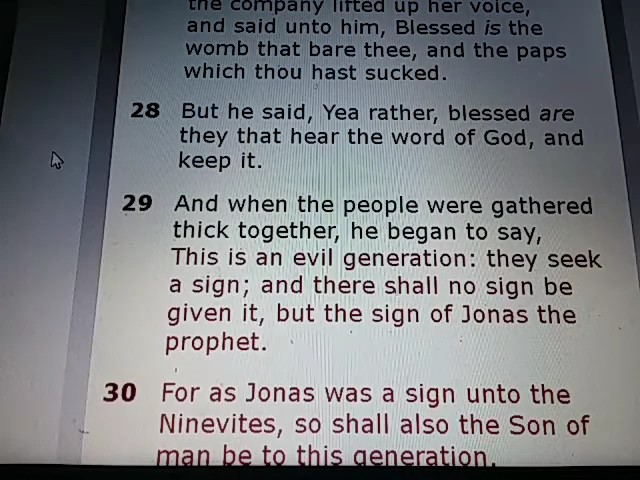 the company lifted up her voice,
and said unto him, Blessed is the
womb that bare thee, and the paps
which thou hast sucked.
28 But he said, Yea rather, blessed are
they that hear the word of God, and
keep it.
29 And when the people were gathered
thick together, he began to say,
This is an evil generation: they seek
a sign; and there shall no sign be
given it, but the sign of Jonas the
prophet.
30 For as Jonas was a sign unto the
Ninevites, so shall also the Son of
man be to this generation.